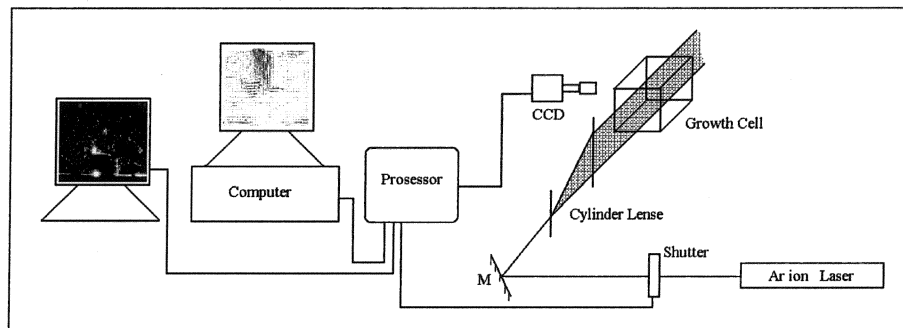 CCD
Growth Cell
Computer
Prosessor
Cylinder Lense
Shutter
M
Ar ion Laser